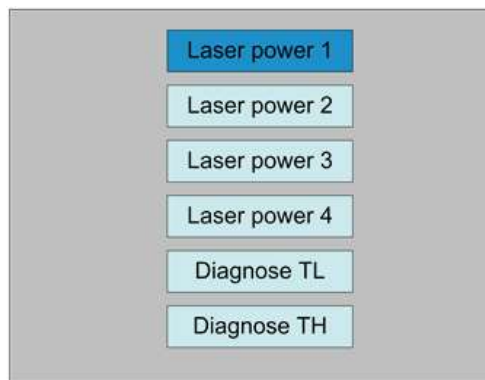 Laser power 1
Laser power 2
Laser power 3
Laser power 4
Diagnose TL
Diagnose TH